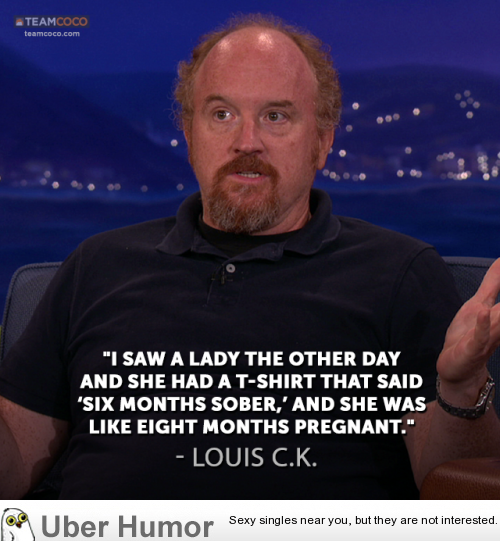 TEAMCOCO
teamcoco.com
"I SAW A LADY THE OTHER DAY
AND SHE HAD A T-SHIRT THAT SAID
'SIX MONTHS SOBER,' AND SHE WAS
LIKE EIGHT MONTHS PREGNANT."
- LOUIS C.K.
Uber Humor
Sexy singles near you, but they are not interested.